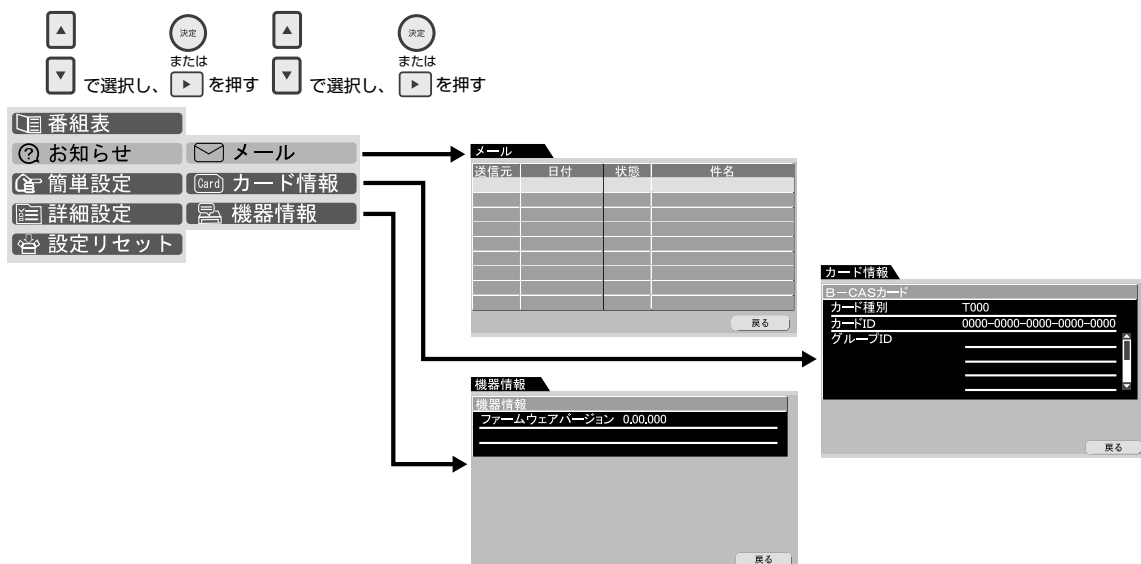 決定 決定
または または
で選択し、 を押す で選択し、 を押す
番組表
お知らせ
簡単設定
詳細設定
設定リセット
メール
Card カード情報
機器情報
メール
送信元 日付 状態 件名
戻る
カード情報
B－CASカード
カード種別 T000
カードID 0000-0000-0000-0000-0000
グループID
戻る
機器情報
機器情報
ファームウェアバージョン 0.00.000
戻る